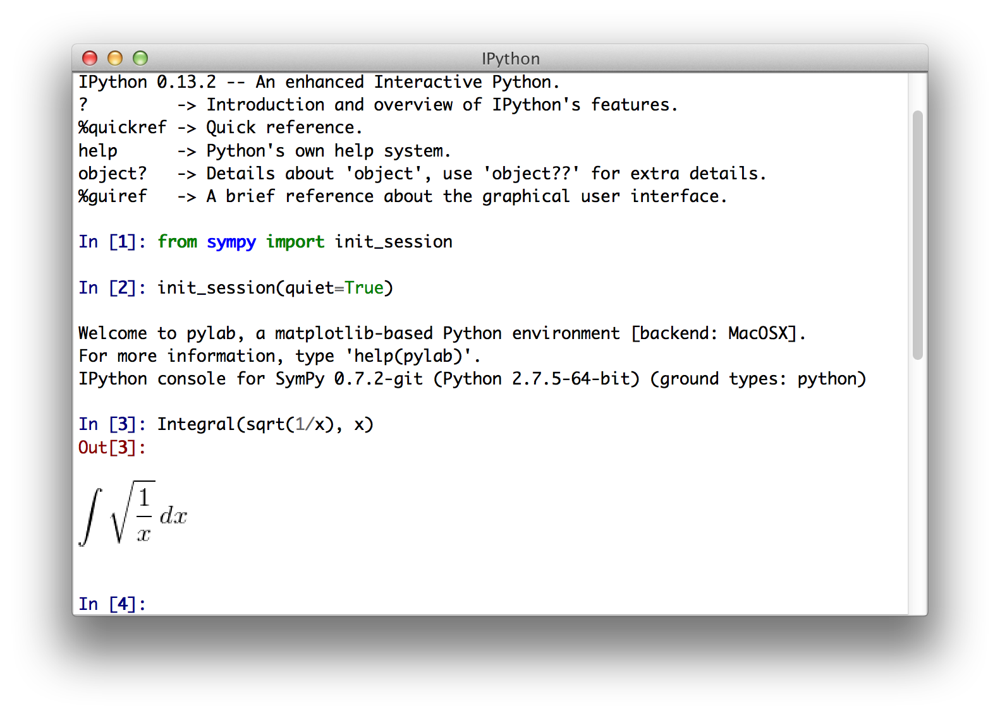 IPython
IPython 0.13.2 -- An enhanced Interactive Python.
?         -> Introduction and overview of IPython's features.
%quickref -> Quick reference.
help      -> Python's own help system.
object?   -> Details about 'object', use 'object??' for extra details.
%guiref   -> A brief reference about the graphical user interface.
In [1]: from sympy import init_session
In [2]: init_session(quiet=True)
Welcome to pylab, a matplotlib-based Python environment [backend: MacOSX].
For more information, type 'help(pylab)'.
IPython console for SymPy 0.7.2-git (Python 2.7.5-64-bit) (ground types: python)
In [3]: Integral(sqrt(1/x), x)
Out[3]:
∫ √(1/x) dx
In [4]: